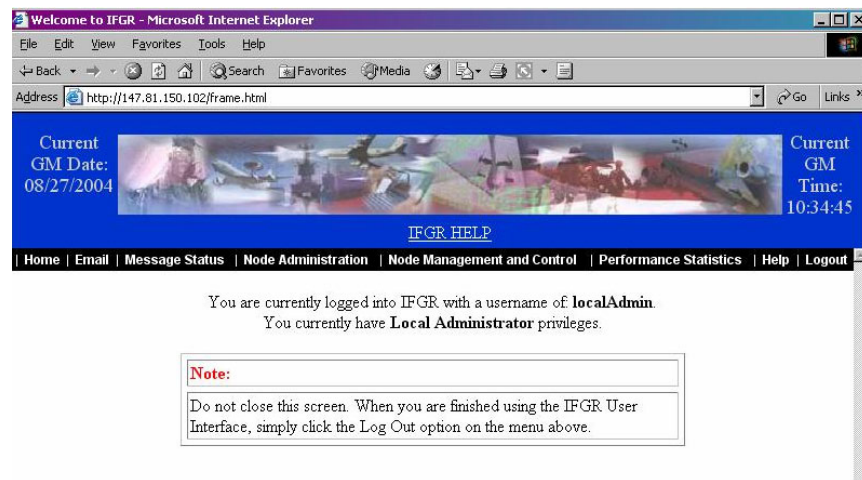 Welcome to IFGR - Microsoft Internet Explorer
File Edit View Favorites Tools Help
Back Search Favorites Media
Address http://147.81.150.102/frame.html Go Links »
Current
GM Date:
08/27/2004
Current
GM
Time:
10:34:45
IFGR HELP
| Home | Email | Message Status | Node Administration | Node Management and Control | Performance Statistics | Help | Logout
You are currently logged into IFGR with a username of: localAdmin.
You currently have Local Administrator privileges.
Note:
Do not close this screen. When you are finished using the IFGR User
Interface, simply click the Log Out option on the menu above.